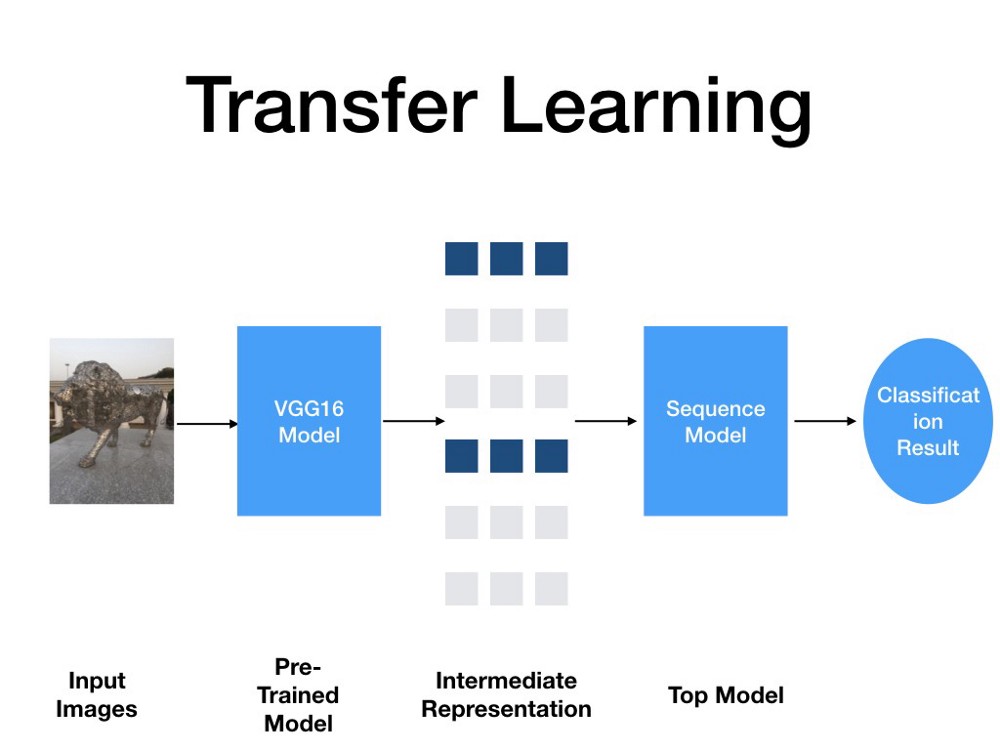 Transfer Learning
VGG16
Model
Sequence
Model
Classificat
ion
Result
Input
Images
Pre-
Trained
Model
Intermediate
Representation
Top Model